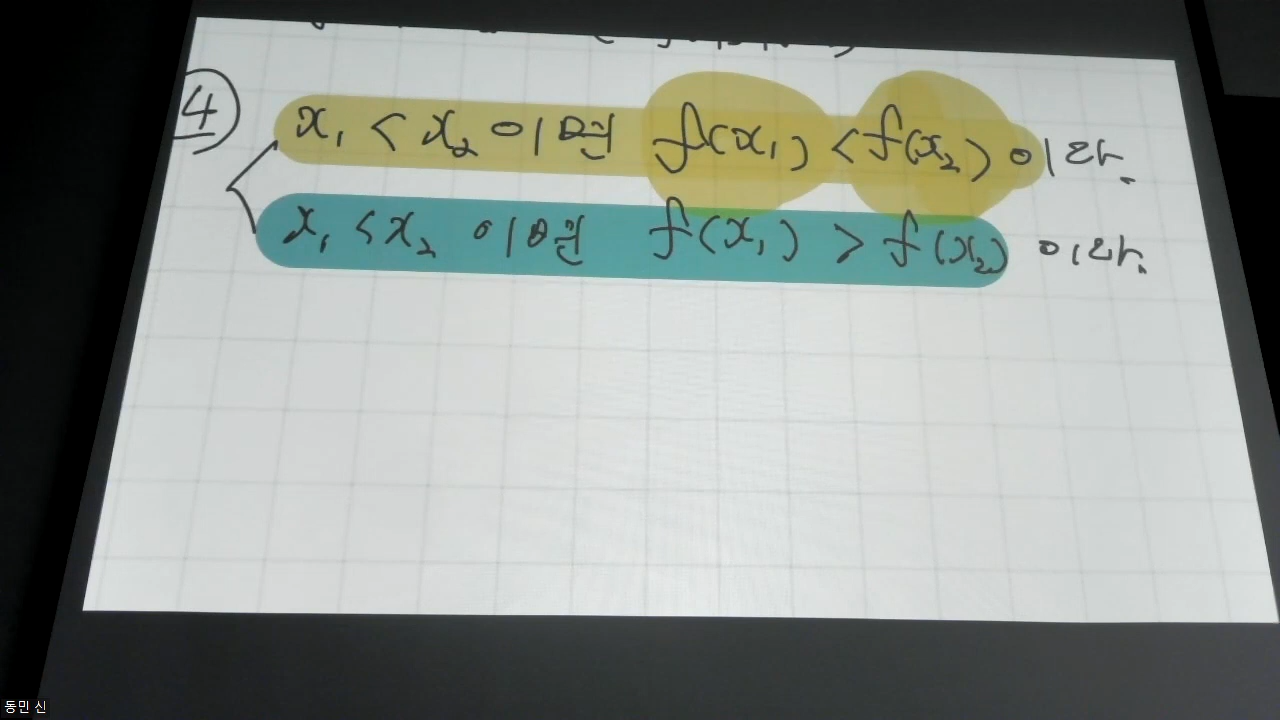 ④ x₁ < x₂ 이면 f(x₁) < f(x₂) 이다.
x₁ < x₂ 이면 f(x₁) > f(x₂) 이다.
동민 신